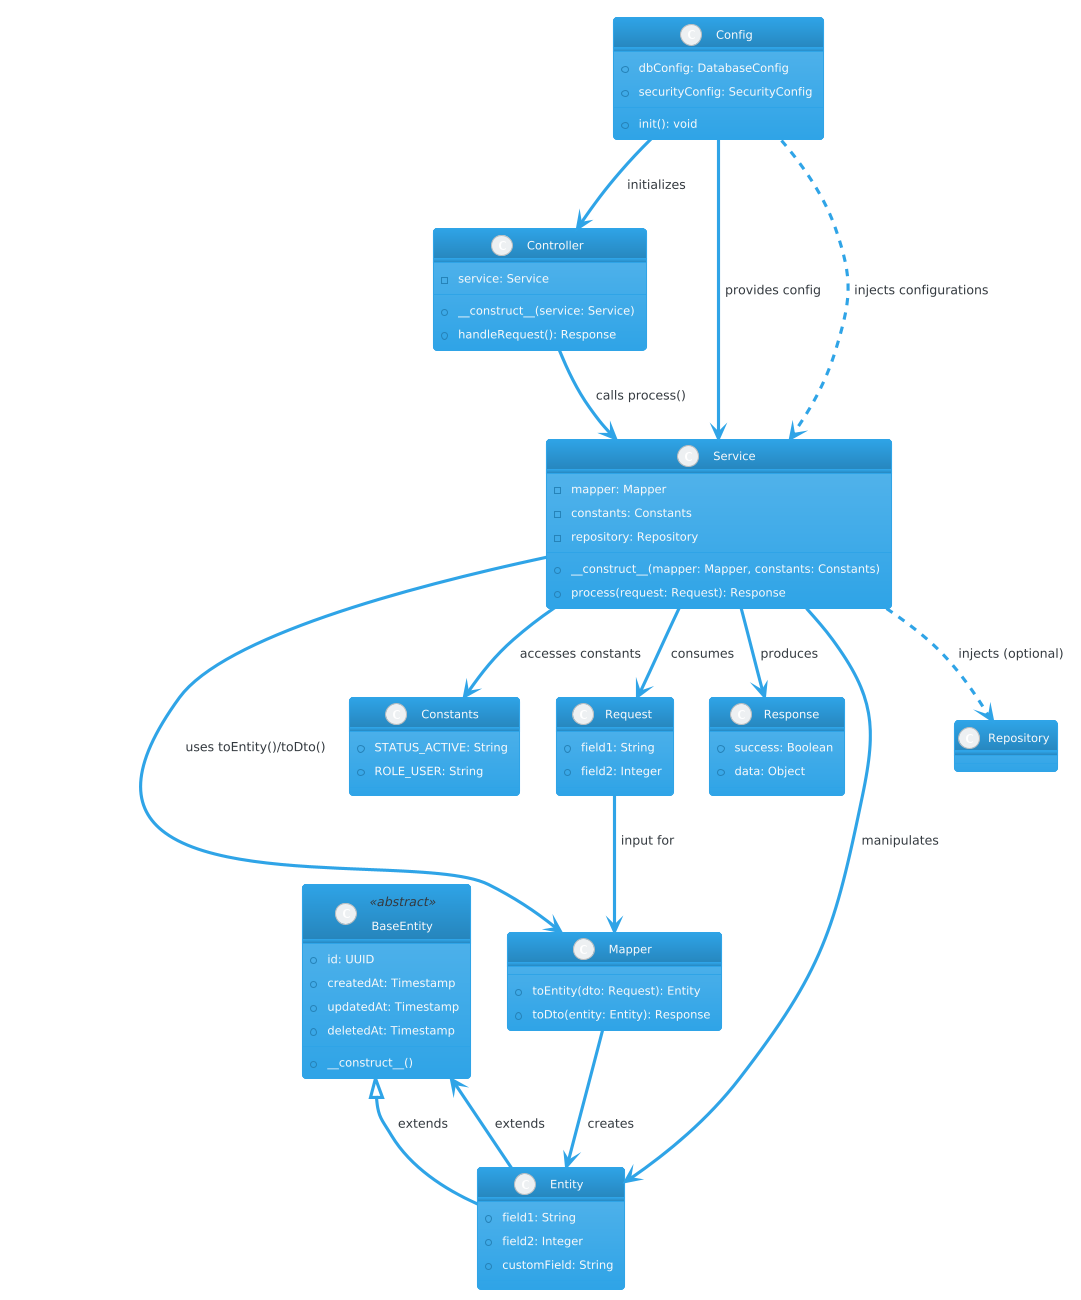 C Config
dbConfig: DatabaseConfig
securityConfig: SecurityConfig
init(): void
initializes
C Controller
service: Service
__construct__(service: Service)
handleRequest(): Response
provides config
injects configurations
calls process()
C Service
mapper: Mapper
constants: Constants
repository: Repository
__construct__(mapper: Mapper, constants: Constants)
process(request: Request): Response
accesses constants
consumes
produces
injects (optional)
uses toEntity()/toDto()
C Constants
STATUS_ACTIVE: String
ROLE_USER: String
C Request
field1: String
field2: Integer
C Response
success: Boolean
data: Object
C Repository
input for
manipulates
C «abstract»
BaseEntity
id: UUID
createdAt: Timestamp
updatedAt: Timestamp
deletedAt: Timestamp
__construct__()
C Mapper
toEntity(dto: Request): Entity
toDto(entity: Entity): Response
extends
extends
creates
C Entity
field1: String
field2: Integer
customField: String